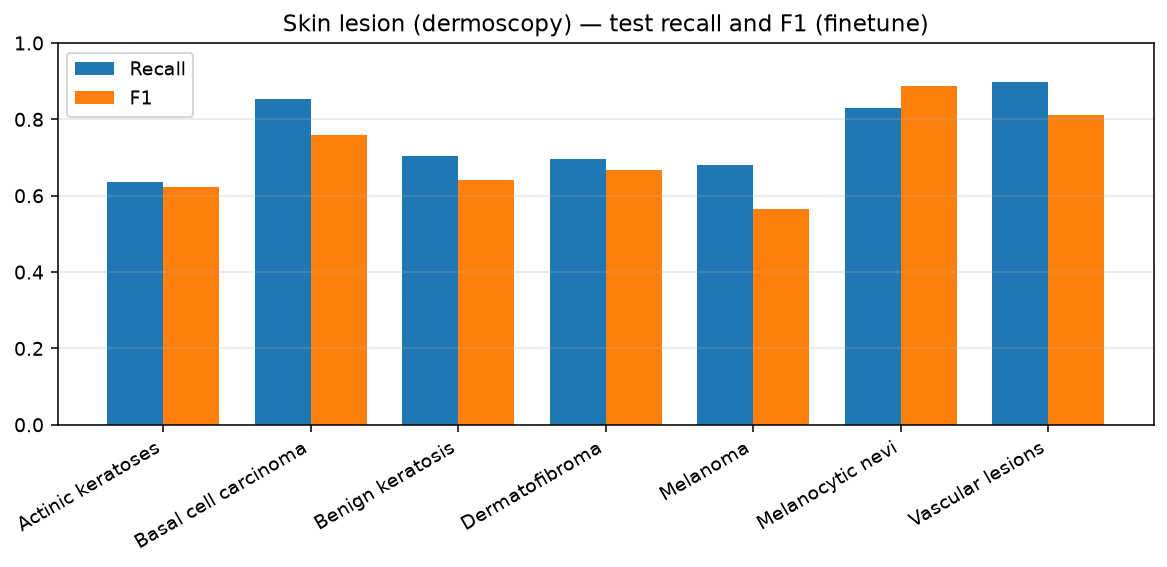 Skin lesion (dermoscopy) — test recall and F1 (finetune)
Recall
F1
1.0
0.8
0.6
0.4
0.2
0.0
Actinic keratoses
Basal cell carcinoma
Benign keratosis
Dermatofibroma
Melanoma
Melanocytic nevi
Vascular lesions